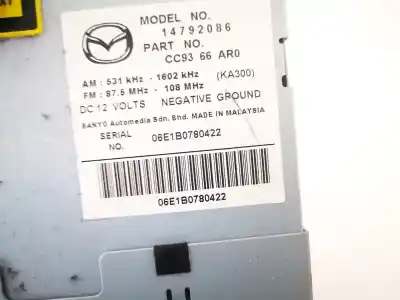 MODEL NO.
14792086
PART NO.
CC93 66 AR0
AM : 531 kHz - 1602 kHz (KA300)
FM : 87.5 MHz - 108 MHz
DC 12 VOLTS NEGATIVE GROUND
SANYO Automedia Sdn. Bhd. MADE IN MALAYSIA
SERIAL NO. 06E1B0780422
06E1B0780422